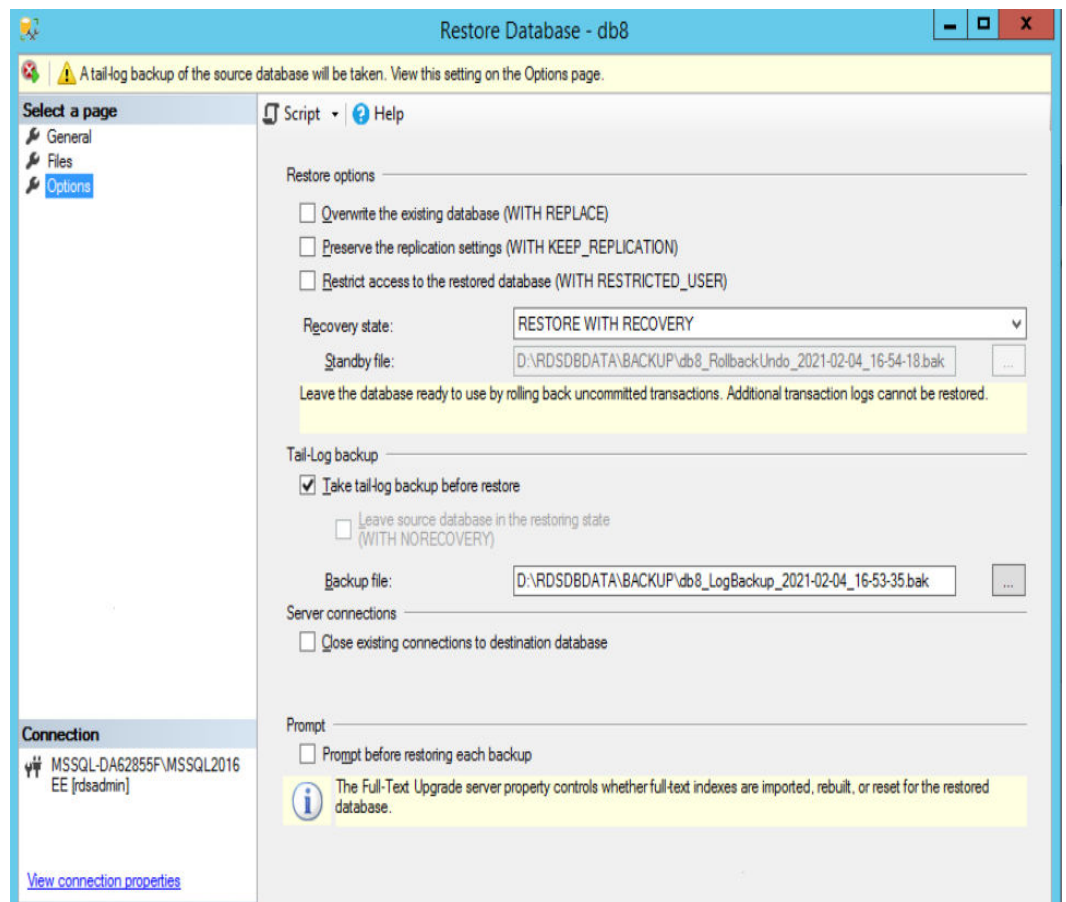 Restore Database - db8
A tail-log backup of the source database will be taken. View this setting on the Options page.
Select a page
General
Files
Options
Script
Help
Restore options
Overwrite the existing database (WITH REPLACE)
Preserve the replication settings (WITH KEEP_REPLICATION)
Restrict access to the restored database (WITH RESTRICTED_USER)
Recovery state:
RESTORE WITH RECOVERY
Standby file:
D:\RDSDBDATA\BACKUP\db8_RollbackUndo_2021-02-04_16-54-18.bak
...
Leave the database ready to use by rolling back uncommitted transactions. Additional transaction logs cannot be restored.
Tail-Log backup
Take tail-log backup before restore
Leave source database in the restoring state
(WITH NORECOVERY)
Backup file:
D:\RDSDBDATA\BACKUP\db8_LogBackup_2021-02-04_16-53-35.bak
...
Server connections
Close existing connections to destination database
Prompt
Prompt before restoring each backup
The Full-Text Upgrade server property controls whether full-text indexes are imported, rebuilt, or reset for the restored
database.
Connection
MSSQL-DA62855F\MSSQL2016
EE [rdsadmin]
View connection properties